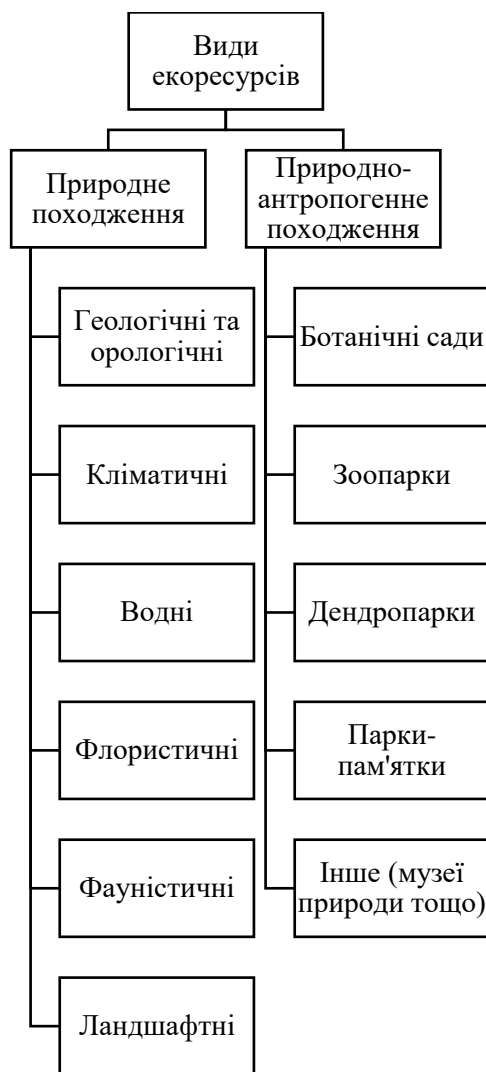 Види
екоресурсів
Природне
походження
Природно-
антропогенне
походження
Геологічні та
орологічні
Кліматичні
Водні
Флористичні
Фауністичні
Ландшафтні
Ботанічні сади
Зоопарки
Дендропарки
Парки-
пам'ятки
Інше (музеї
природи тощо)